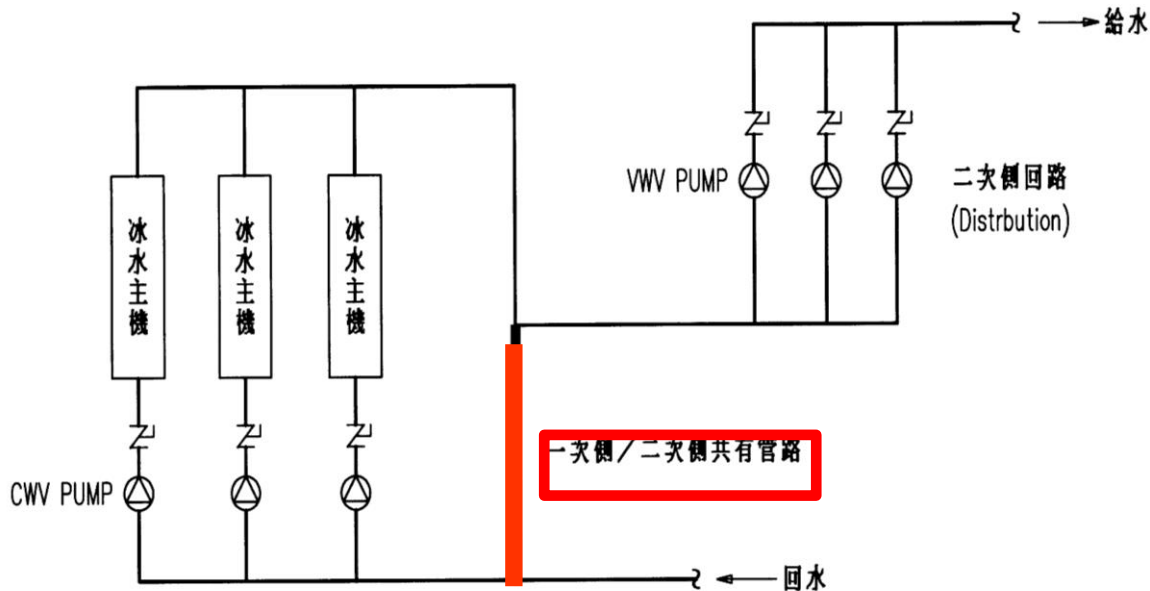 給水
冰水主機
冰水主機
冰水主機
VWV PUMP
二次側回路
(Distrbution)
一次側／二次側共有管路
CWV PUMP
回水